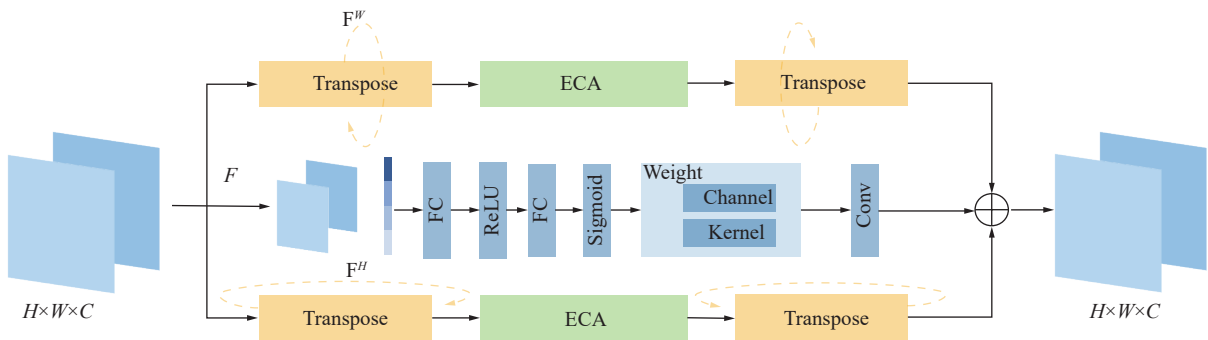 F^W
Transpose
ECA
Transpose
F
FC
ReLU
FC
Sigmoid
Weight
Channel
Kernel
Conv
H×W×C
F^H
Transpose
ECA
Transpose
H×W×C